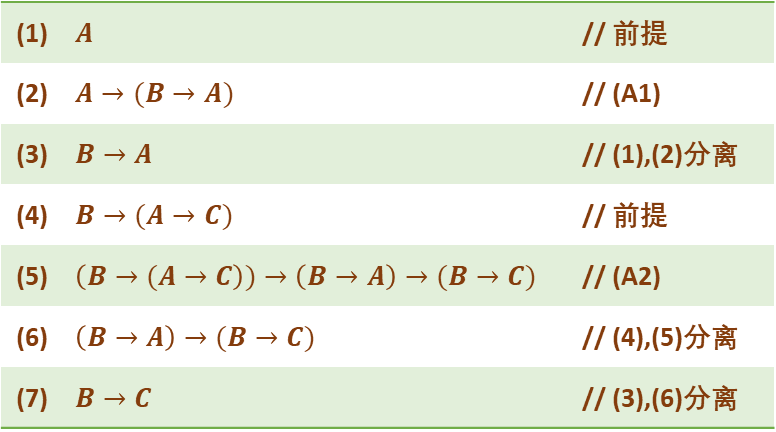 (1) A // 前提
(2) A → (B → A) // (A1)
(3) B → A // (1),(2)分离
(4) B → (A → C) // 前提
(5) (B → (A → C)) → (B → A) → (B → C) // (A2)
(6) (B → A) → (B → C) // (4),(5)分离
(7) B → C // (3),(6)分离